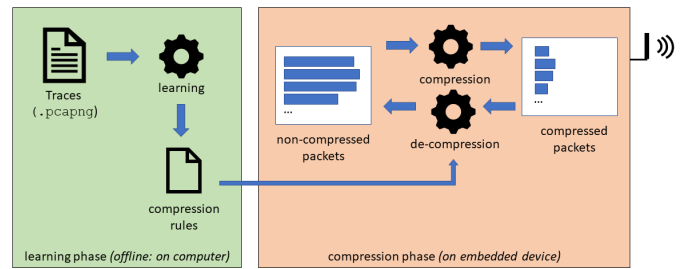 Traces
(.pcapng)
learning
compression
rules
learning phase (offline: on computer)
...
non-compressed
packets
compression
de-compression
...
compressed
packets
compression phase (on embedded device)